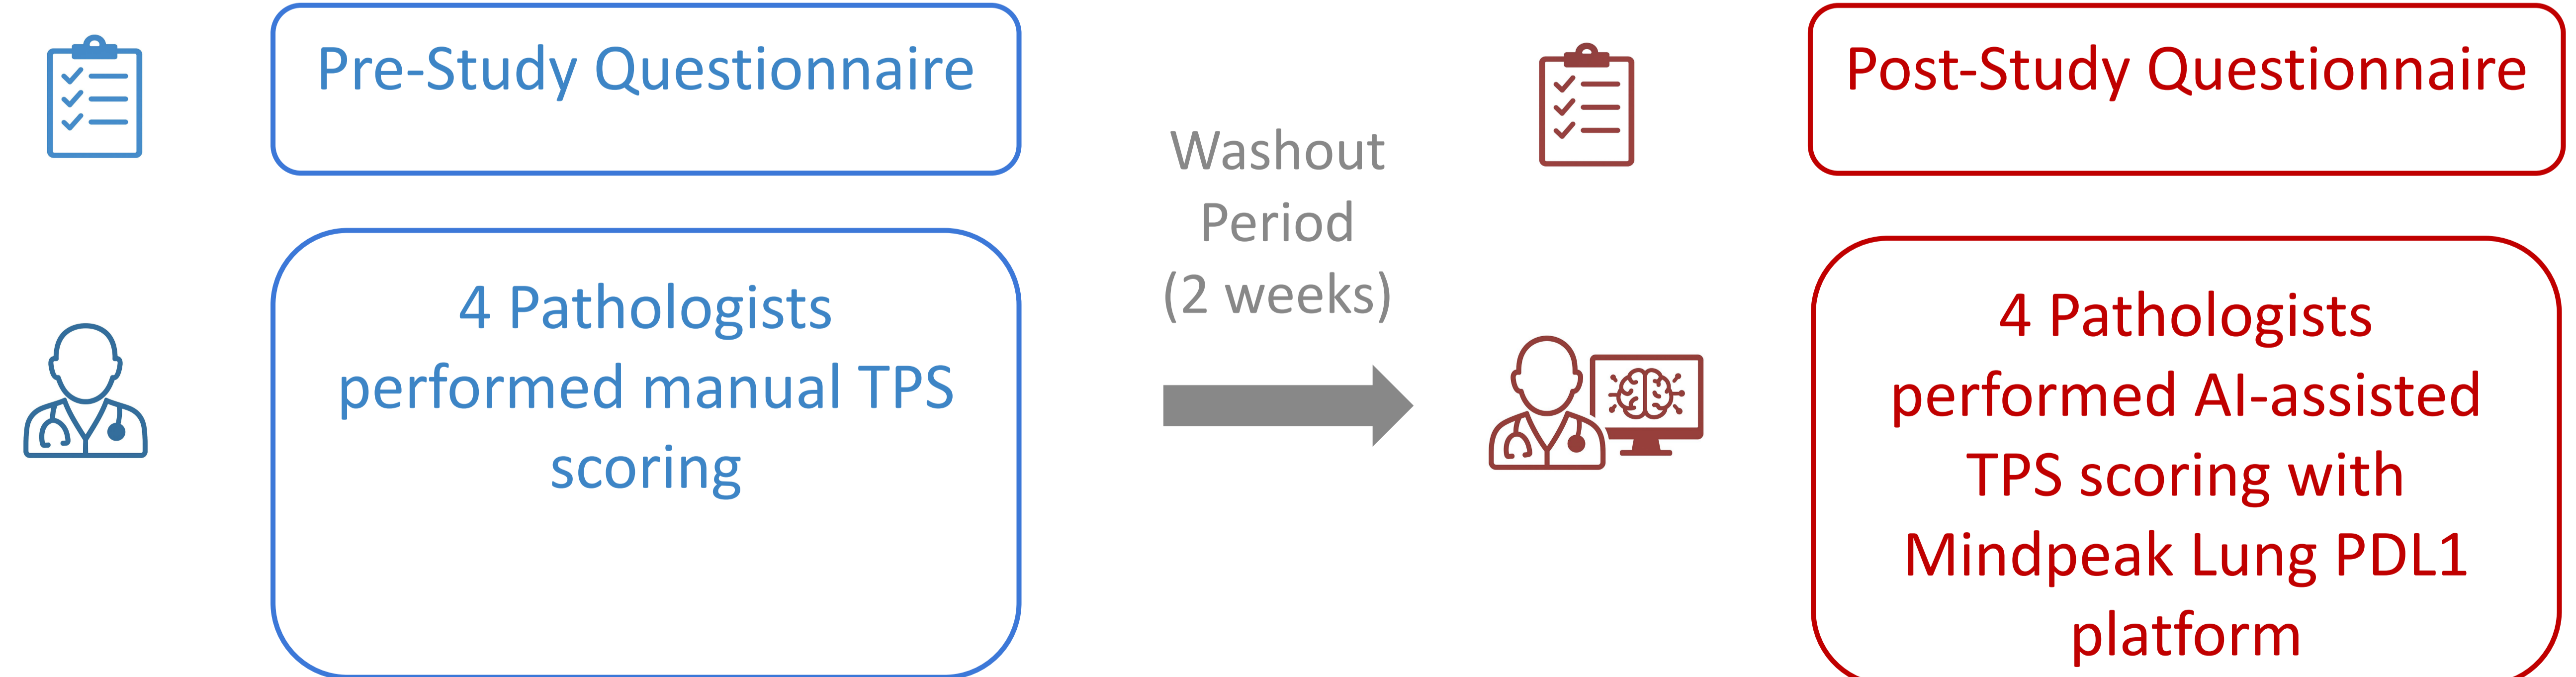 Pre-Study Questionnaire
4 Pathologists
performed manual TPS
scoring
Washout
Period
(2 weeks)
Post-Study Questionnaire
4 Pathologists
performed AI-assisted
TPS scoring with
Mindpeak Lung PDL1
platform